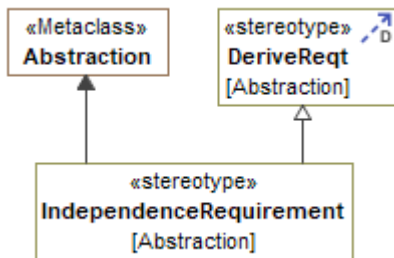 «Metaclass»
Abstraction
«stereotype»
D
DeriveReqt
[Abstraction]
«stereotype»
IndependenceRequirement
[Abstraction]